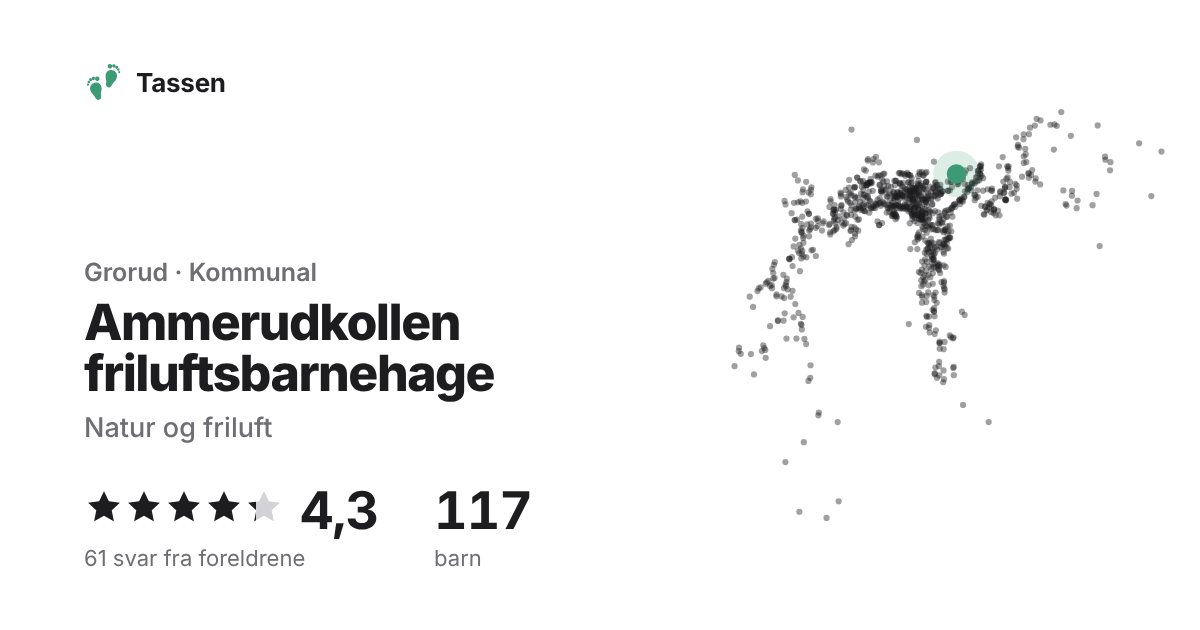 Tassen
Grorud · Kommunal
Ammerudkollen
friluftsbarnehage
Natur og friluft
4,3
61 svar fra foreldrene
117
barn